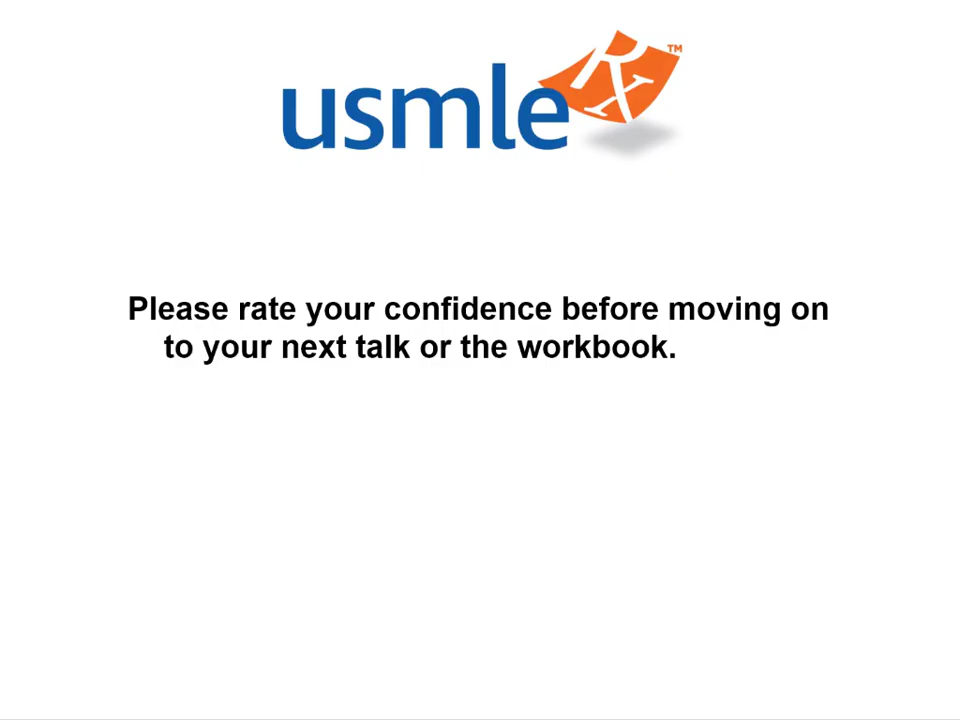 usmle Rx™
Please rate your confidence before moving on
to your next talk or the workbook.